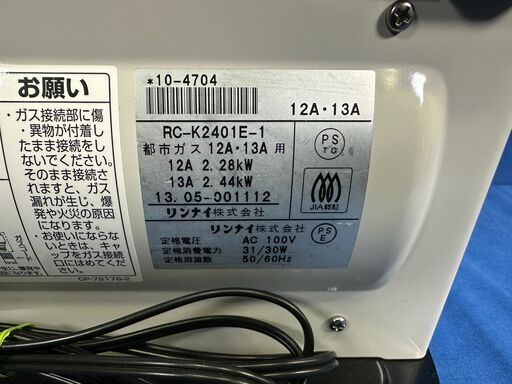 お願い
・ガス接続部に傷
・異物が付着し
たまま接続をし
ないでください。
そのまま接続さ
れますと、ガス
漏れが生じ、爆
発や火災の原因
になります。
・お使いになら
ないときは、キャ
ップをガス接続
口にはめてくだ
さい。
CP-72178-2
*10-4704
12A・13A
RC-K2401E-1
都市ガス 12A・13A 用
12A 2.28kW
13A 2.44kW
13.05-001112
リンナイ株式会社
PS
TG
JIA認証
リンナイ株式会社
定格電圧 AC 100V
定格消費電力 31/30W
定格周波数 50/60Hz
PS
E